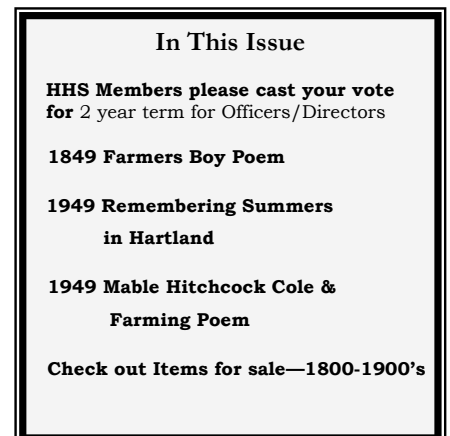 In This Issue
HHS Members please cast your vote
for 2 year term for Officers/Directors
1849 Farmers Boy Poem
1949 Remembering Summers
in Hartland
1949 Mable Hitchcock Cole &
Farming Poem
Check out Items for sale—1800-1900’s